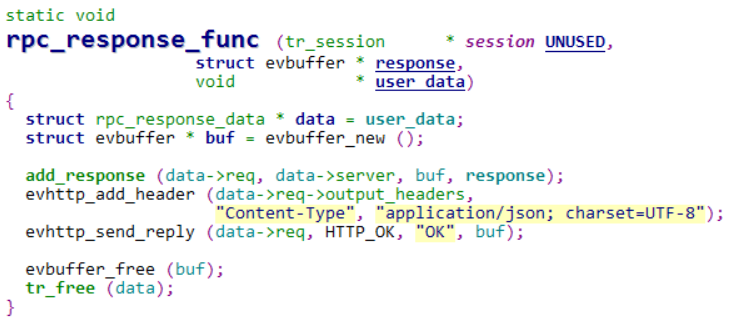 static void
rpc_response_func (tr_session * session UNUSED,
struct evbuffer * response,
void * user_data)
{
struct rpc_response_data * data = user_data;
struct evbuffer * buf = evbuffer_new ();
add_response (data->req, data->server, buf, response);
evhttp_add_header (data->req->output_headers,
"Content-Type", "application/json; charset=UTF-8");
evhttp_send_reply (data->req, HTTP_OK, "OK", buf);
evbuffer_free (buf);
tr_free (data);
}